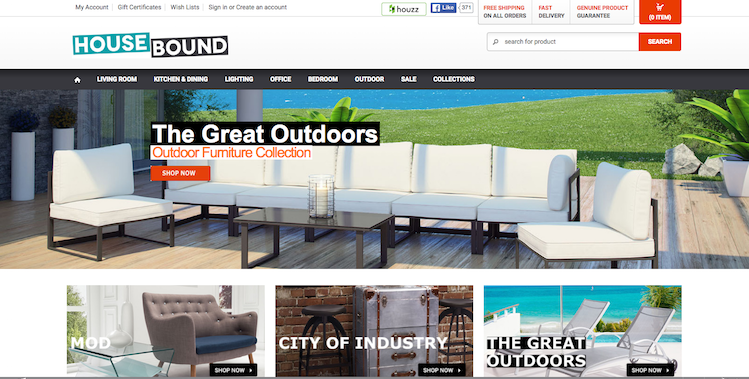 My Account Gift Certificates Wish Lists Sign in or Create an account
houzz
Like 371
FREE SHIPPING
ON ALL ORDERS
FAST
DELIVERY
GENUINE PRODUCT
GUARANTEE
(0 ITEM)
HOUSE BOUND
search for product
SEARCH
LIVING ROOM KITCHEN & DINING LIGHTING OFFICE BEDROOM OUTDOOR SALE COLLECTIONS
The Great Outdoors
Outdoor Furniture Collection
SHOP NOW
MOD
SHOP NOW
CITY OF INDUSTRY
SHOP NOW
THE GREAT
OUTDOORS
SHOP NOW